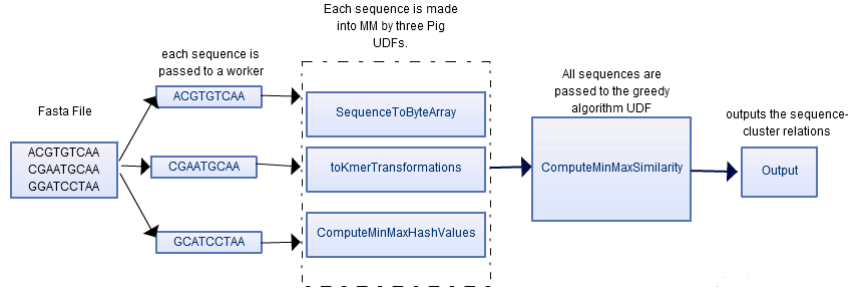 Fasta File
ACGTGTCAA
CGAATGCAA
GGATCCTAA
each sequence is
passed to a worker
ACGTGTCAA
CGAATGCAA
GCATCCTAA
Each sequence is made
into MM by three Pig
UDFs.
SequenceToByteArray
toKmerTransformations
ComputeMinMaxHashValues
All sequences are
passed to the greedy
algorithm UDF
ComputeMinMaxSimilarity
outputs the sequence-
cluster relations
Output